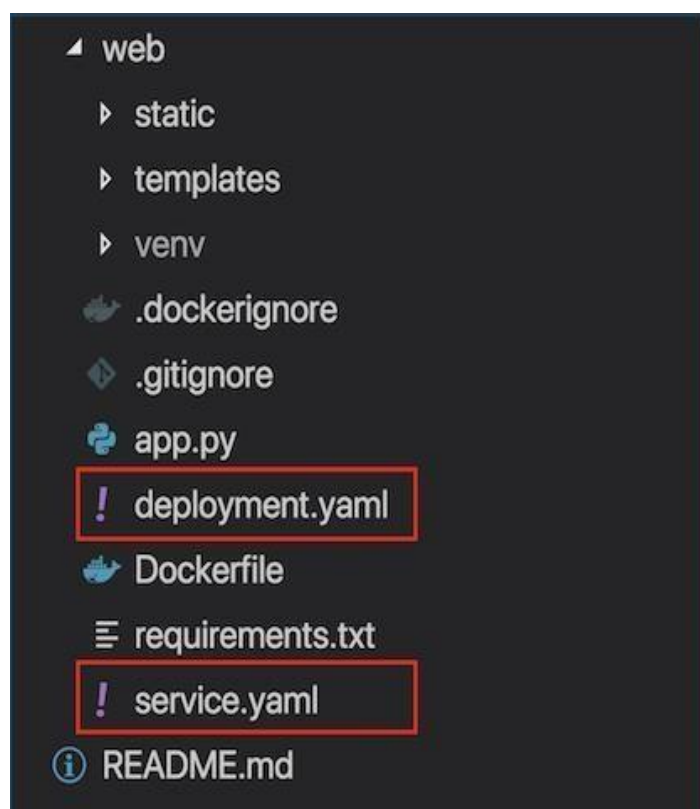 web
static
templates
venv
.dockerignore
.gitignore
app.py
deployment.yaml
Dockerfile
requirements.txt
service.yaml
README.md